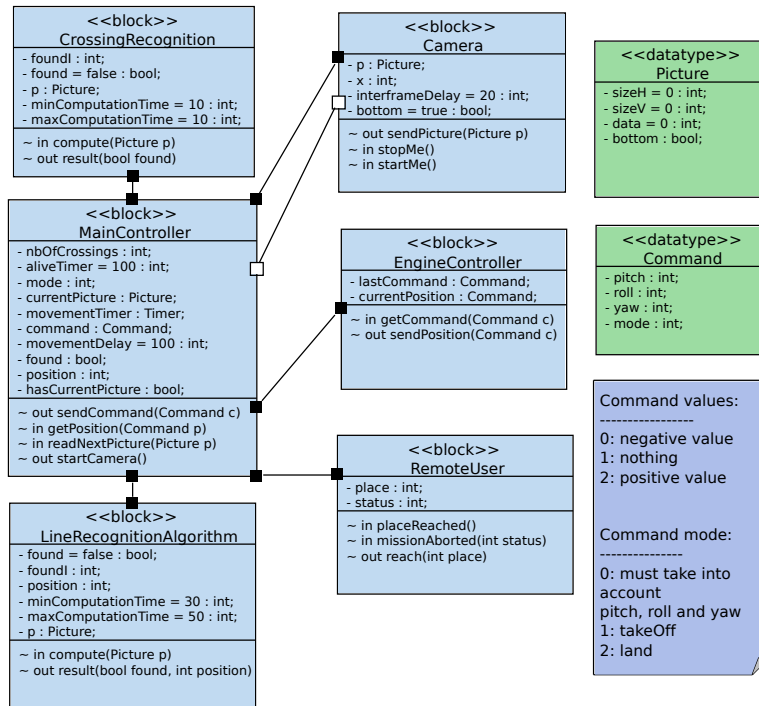 <<block>>
CrossingRecognition
- foundI : int;
- found = false : bool;
- p : Picture;
- minComputationTime = 10 : int;
- maxComputationTime = 10 : int;
~ in compute(Picture p)
~ out result(bool found)
<<block>>
Camera
- p : Picture;
- x : int;
- interframeDelay = 20 : int;
- bottom = true : bool;
~ out sendPicture(Picture p)
~ in stopMe()
~ in startMe()
<<datatype>>
Picture
- sizeH = 0 : int;
- sizeV = 0 : int;
- data = 0 : int;
- bottom : bool;
<<block>>
MainController
- nbOfCrossings : int;
- aliveTimer = 100 : int;
- mode : int;
- currentPicture : Picture;
- movementTimer : Timer;
- command : Command;
- movementDelay = 100 : int;
- found : bool;
- position : int;
- hasCurrentPicture : bool;
~ out sendCommand(Command c)
~ in getPosition(Command p)
~ in readNextPicture(Picture p)
~ out startCamera()
<<block>>
EngineController
- lastCommand : Command;
- currentPosition : Command;
~ in getCommand(Command c)
~ out sendPosition(Command c)
<<datatype>>
Command
- pitch : int;
- roll : int;
- yaw : int;
- mode : int;
<<block>>
RemoteUser
- place : int;
- status : int;
~ in placeReached()
~ in missionAborted(int status)
~ out reach(int place)
Command values:
-----------------
0: negative value
1: nothing
2: positive value
Command mode:
---------------
0: must take into
account
pitch, roll and yaw
1: takeOff
2: land
<<block>>
LineRecognitionAlgorithm
- found = false : bool;
- foundI : int;
- position : int;
- minComputationTime = 30 : int;
- maxComputationTime = 50 : int;
- p : Picture;
~ in compute(Picture p)
~ out result(bool found, int position)